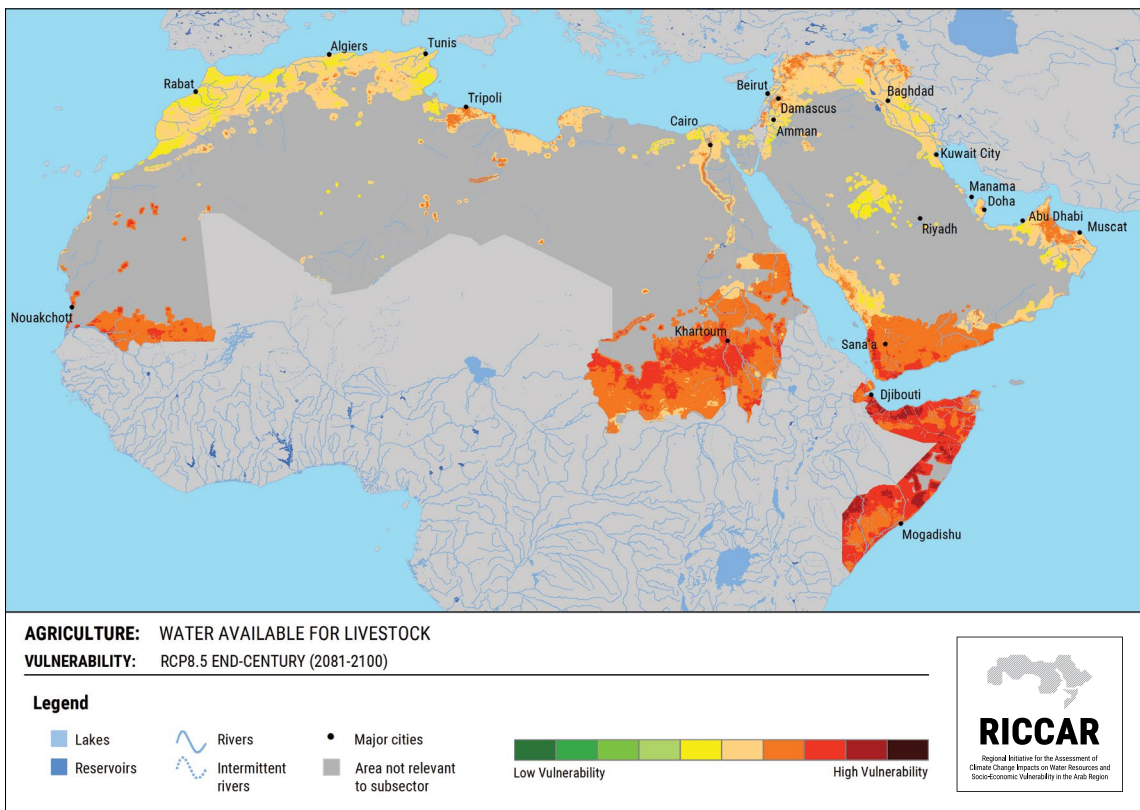 Algiers
Tunis
Rabat
Tripoli
Beirut
Damascus
Baghdad
Amman
Cairo
Kuwait City
Manama
Doha
Abu Dhabi
Muscat
Riyadh
Nouakchott
Khartoum
Sana'a
Djibouti
Mogadishu
AGRICULTURE: WATER AVAILABLE FOR LIVESTOCK
VULNERABILITY: RCP8.5 END-CENTURY (2081-2100)
Legend
Lakes
Rivers
Major cities
Reservoirs
Intermittent
rivers
Area not relevant
to subsector
Low Vulnerability
High Vulnerability
RICCAR
Regional Initiative for the Assessment of
Climate Change Impacts on Water Resources and
Socio-Economic Vulnerability in the Arab Region